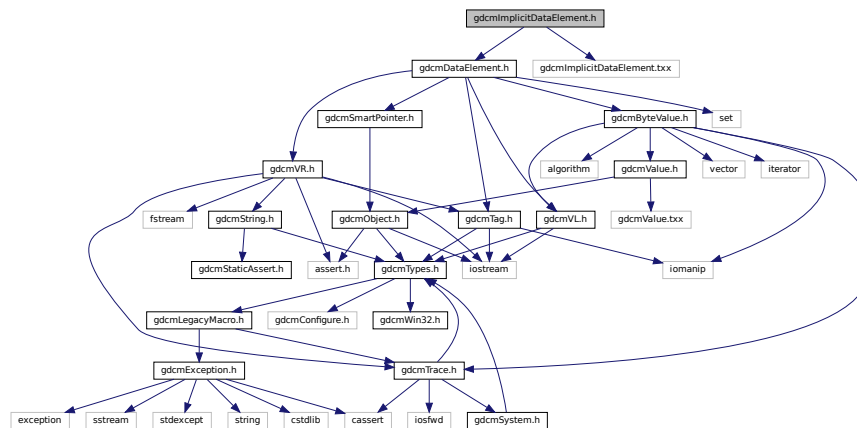 gdcmImplicitDataElement.h
gdcmDataElement.h
gdcmImplicitDataElement.txx
gdcmSmartPointer.h
gdcmByteValue.h
set
gdcmVR.h
algorithm
gdcmValue.h
vector
iterator
fstream
gdcmString.h
gdcmObject.h
gdcmTag.h
gdcmVL.h
gdcmValue.txx
gdcmStaticAssert.h
assert.h
gdcmTypes.h
iostream
iomanip
gdcmLegacyMacro.h
gdcmConfigure.h
gdcmWin32.h
gdcmException.h
gdcmTrace.h
exception
sstream
stdexcept
string
cstdlib
cassert
iosfwd
gdcmSystem.h